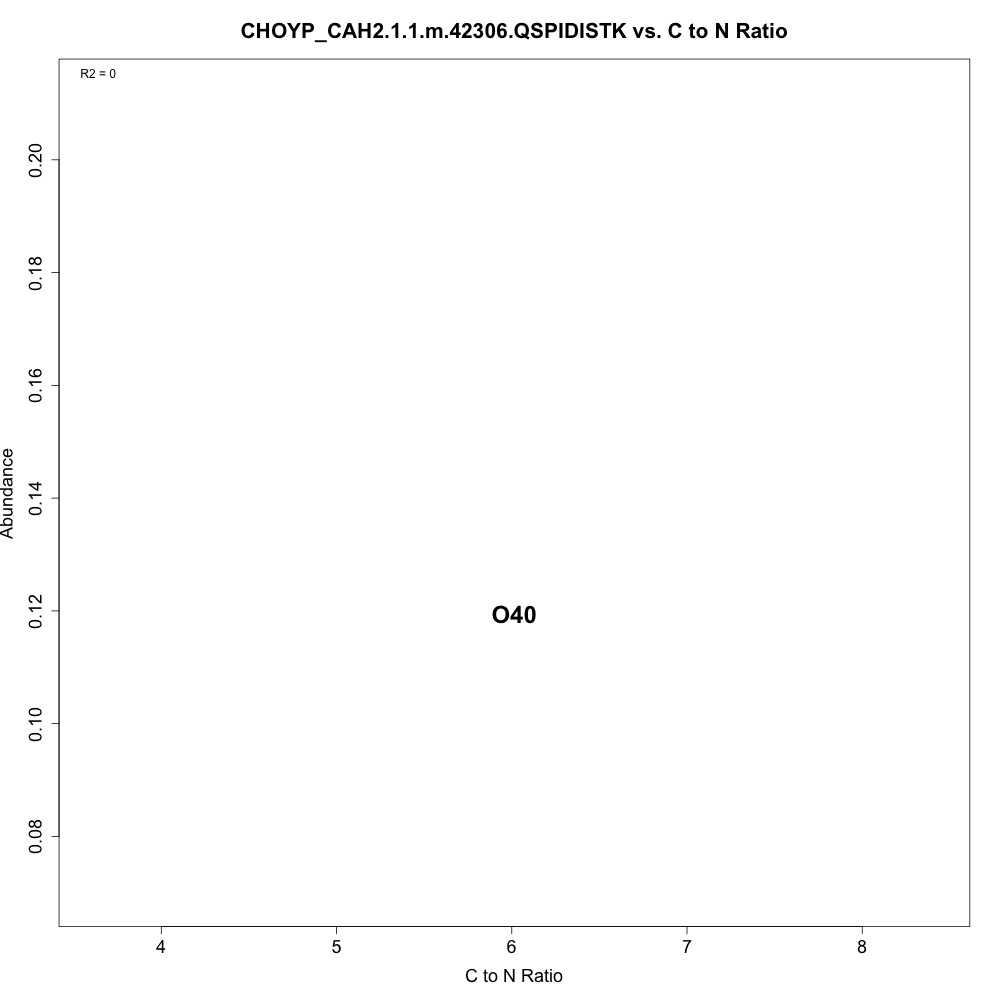 CHOYP_CAH2.1.1.m.42306.QSPIDISTK vs. C to N Ratio
R2 = 0
0.20
0.18
0.16
0.14
Abundance
0.12
O40
0.10
0.08
4 5 6 7 8
C to N Ratio